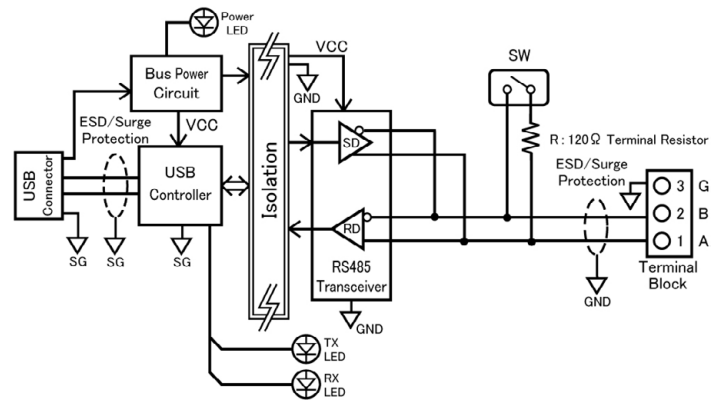 Power
LED
Bus Power
Circuit
VCC
ESD/Surge
Protection
USB
Connector
USB
Controller
SG
SG
SG
Isolation
VCC
GND
SD
RD
RS485
Transceiver
GND
TX
LED
RX
LED
SW
R : 120Ω Terminal Resistor
ESD/Surge
Protection
GND
3 G
2 B
1 A
Terminal
Block